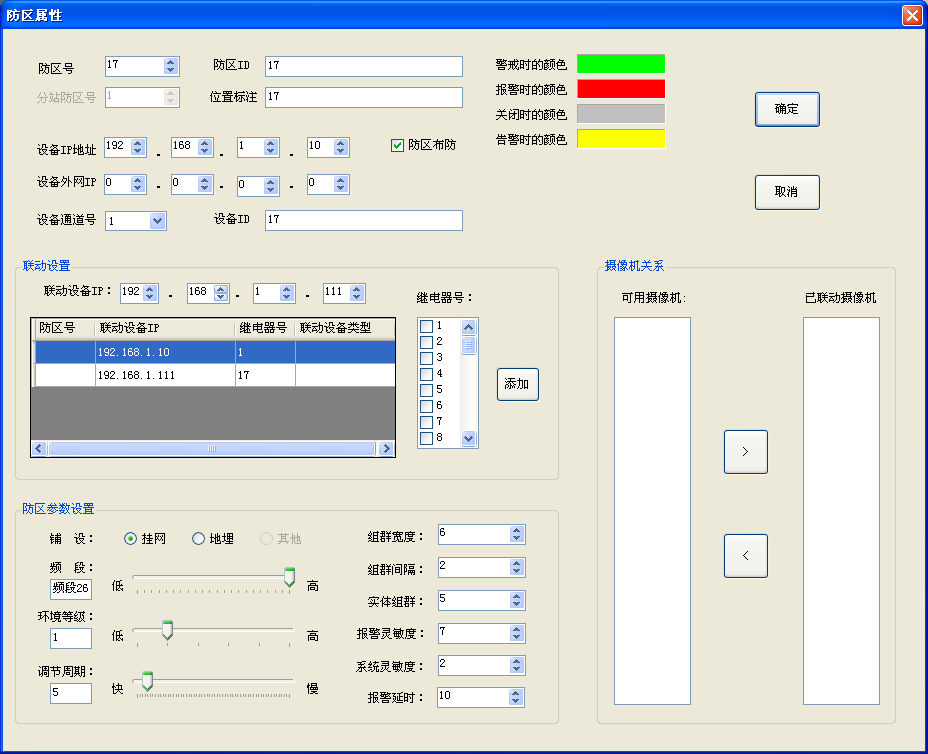 防区属性
防区号 17 防区ID 17
分站防区号 1 位置标注 17
设备IP地址 192 . 168 . 1 . 10 防区布防
设备外网IP 0 . 0 . 0 . 0
设备通道号 1 设备ID 17
警戒时的颜色
报警时的颜色
关闭时的颜色
告警时的颜色
确定
取消
联动设置
联动设备IP： 192 . 168 . 1 . 111
防区号 联动设备IP 继电器号 联动设备类型
192.168.1.10 1
192.168.1.111 17
继电器号：
1
2
3
4
5
6
7
8
添加
摄像机关系
可用摄像机: 已联动摄像机
>
<
防区参数设置
铺 设： 挂网 地埋 其他
频 段：
频段26 低 高
环境等级：
1 低 高
调节周期：
5 快 慢
组群宽度： 6
组群间隔： 2
实体组群： 5
报警灵敏度： 7
系统灵敏度： 2
报警延时： 10